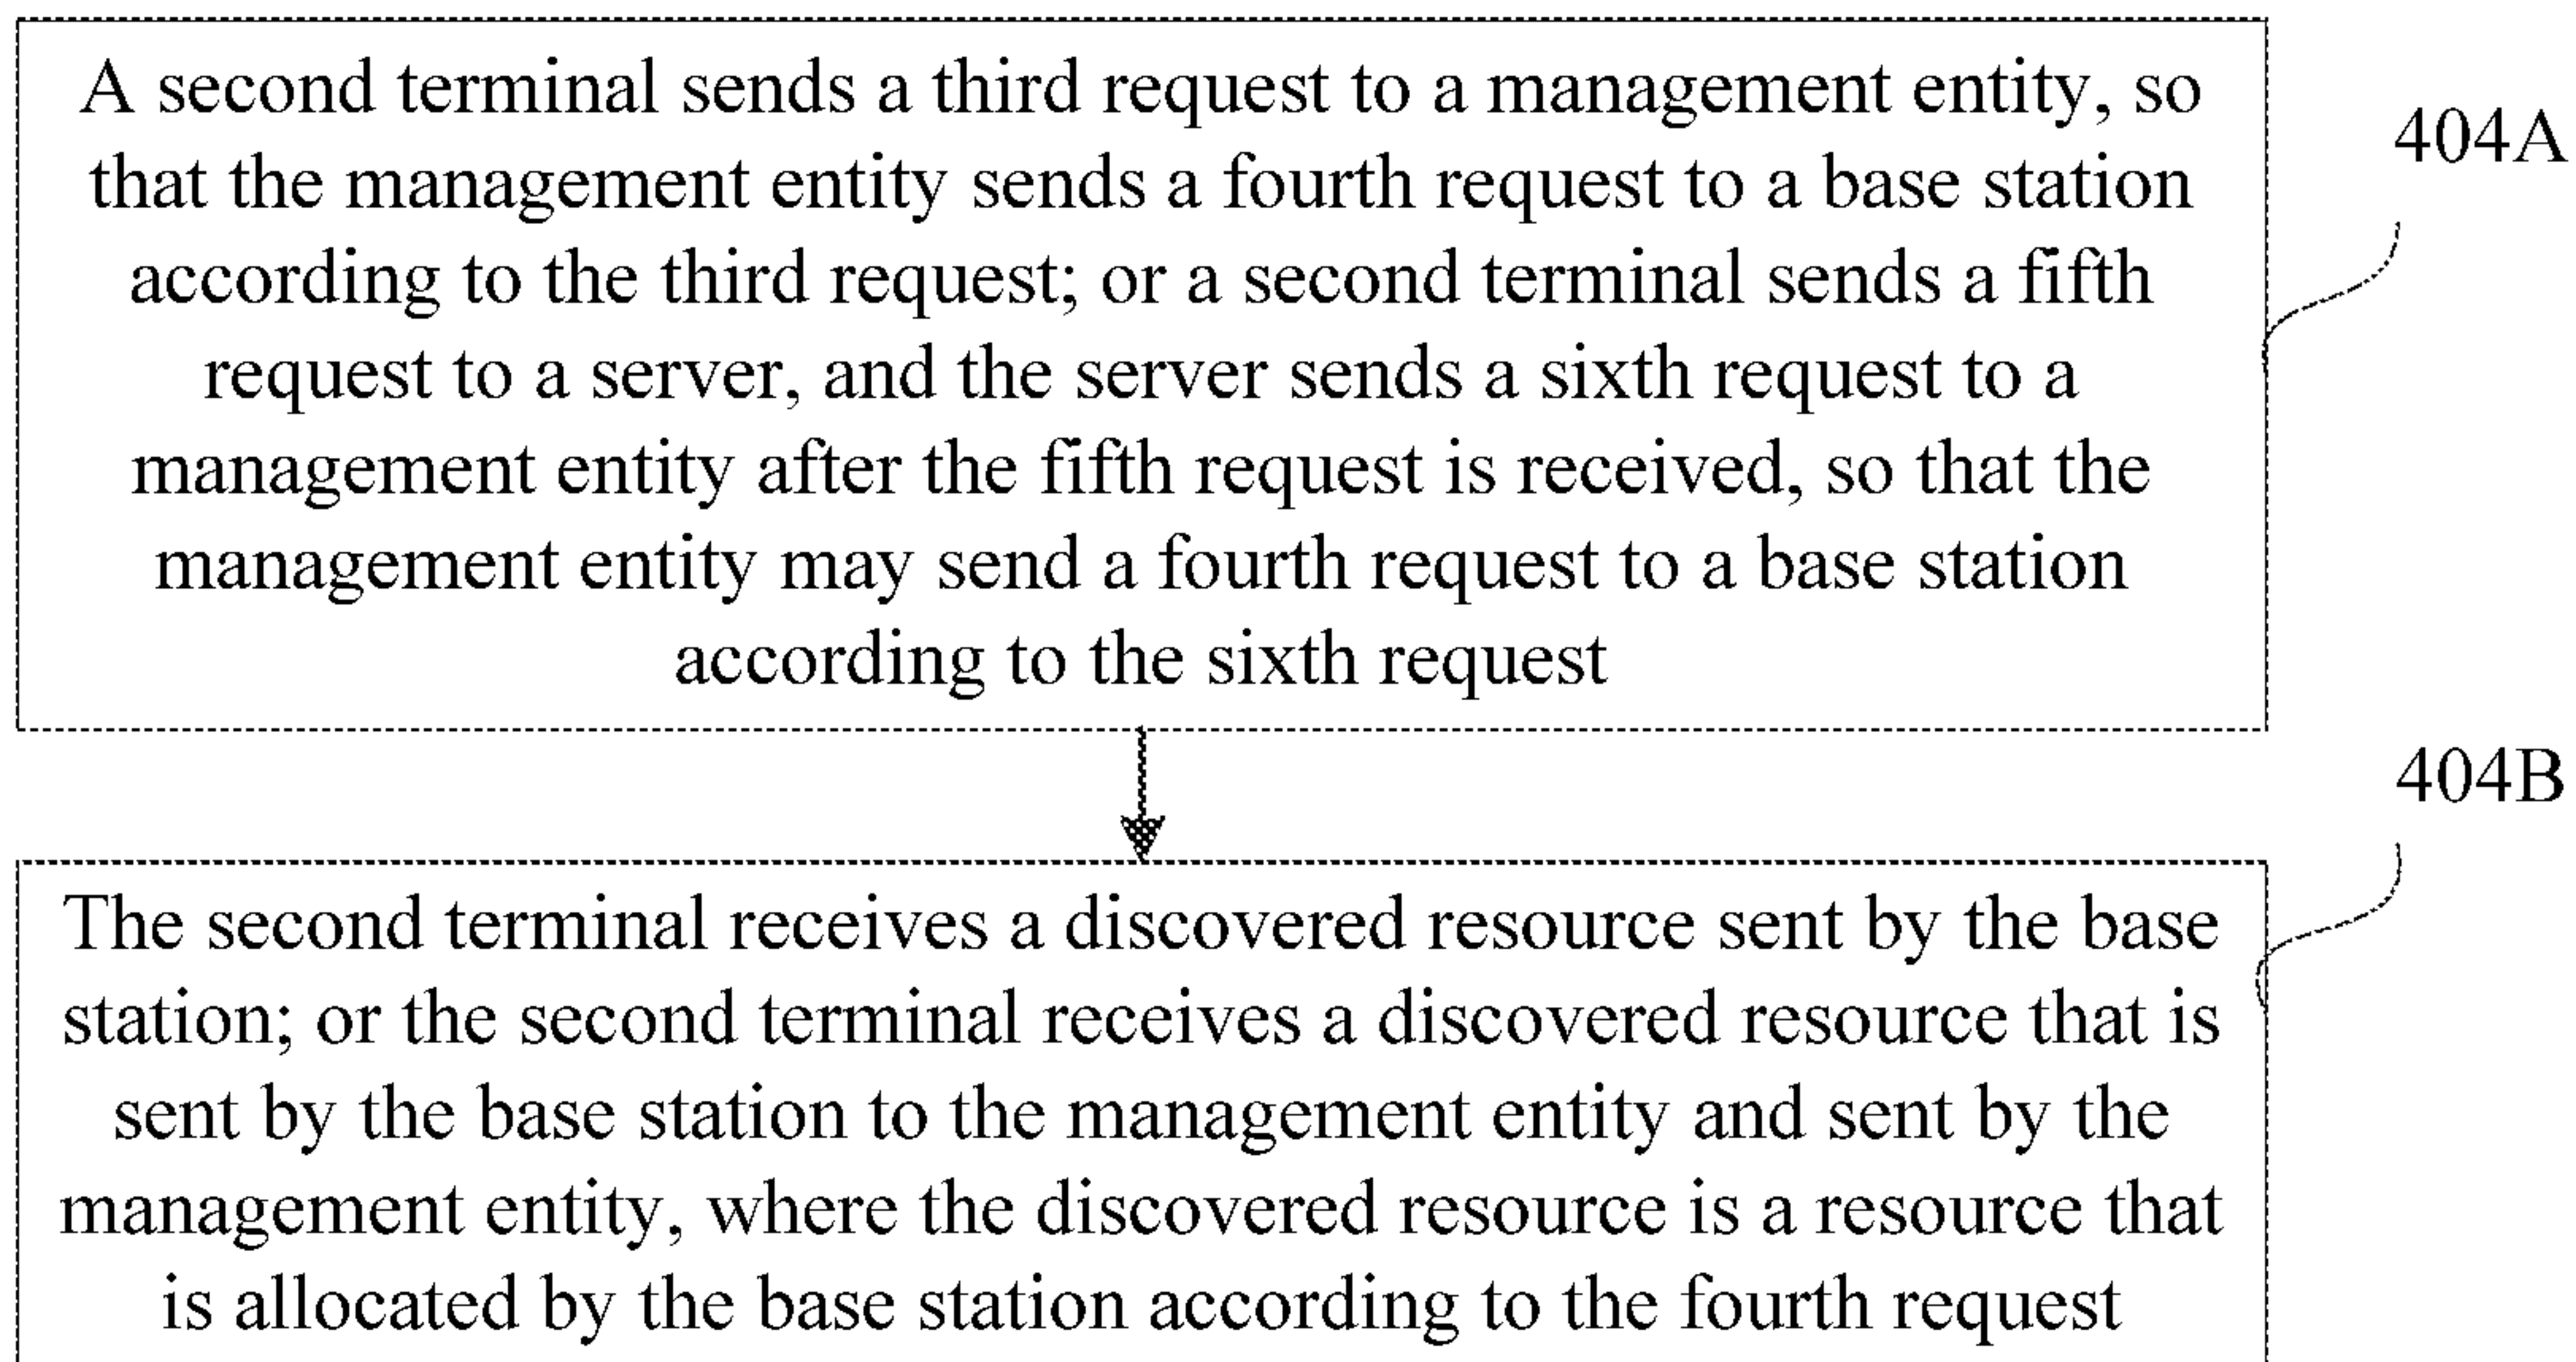 A second terminal sends a third request to a management entity, so
that the management entity sends a fourth request to a base station
according to the third request; or a second terminal sends a fifth
request to a server, and the server sends a sixth request to a
management entity after the fifth request is received, so that the
management entity may send a fourth request to a base station
according to the sixth request
404A
404B
The second terminal receives a discovered resource sent by the base
station; or the second terminal receives a discovered resource that is
sent by the base station to the management entity and sent by the
management entity, where the discovered resource is a resource that
is allocated by the base station according to the fourth request